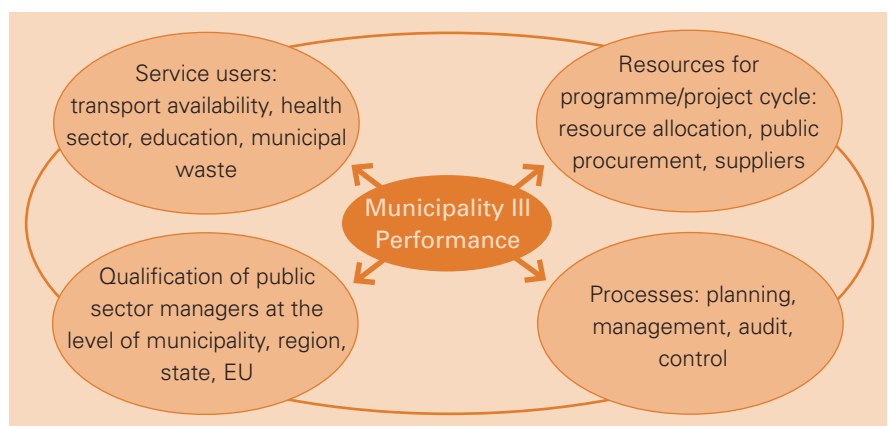 Service users:
transport availability, health
sector, education, municipal
waste
Resources for
programme/project cycle:
resource allocation, public
procurement, suppliers
Municipality III
Performance
Qualification of public
sector managers at the
level of municipality, region,
state, EU
Processes: planning,
management, audit,
control